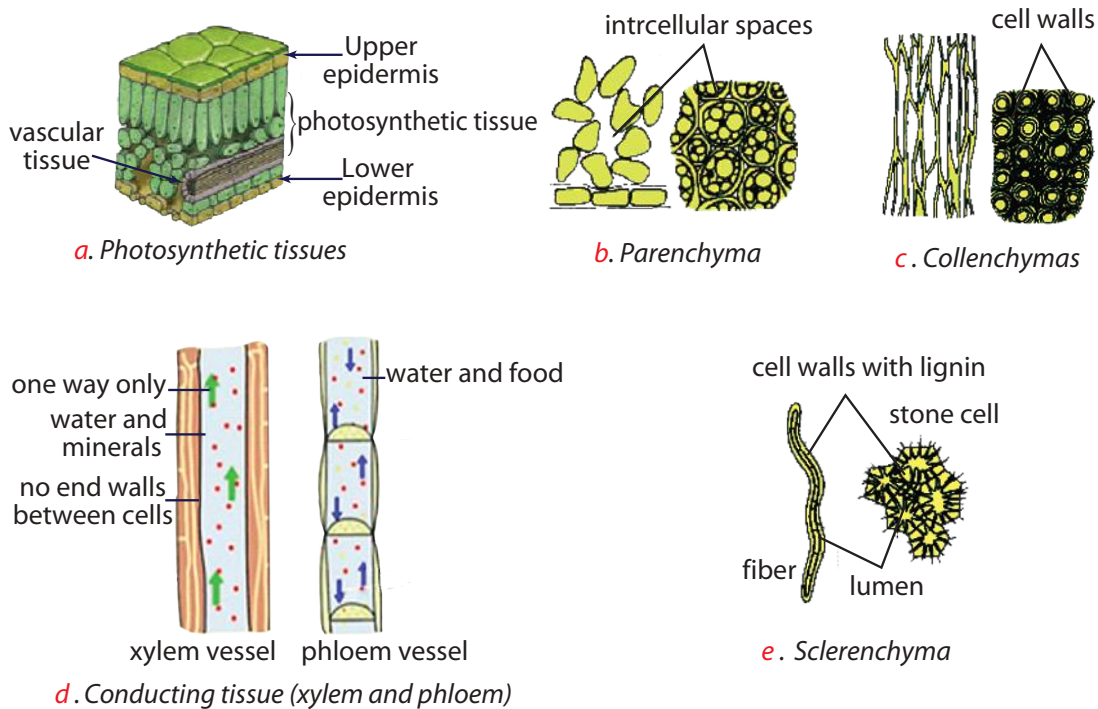 Upper
epidermis
photosynthetic tissue
vascular
tissue
Lower
epidermis
a. Photosynthetic tissues
intrcellular spaces
b. Parenchyma
cell walls
c . Collenchymas
one way only
water and
minerals
no end walls
between cells
water and food
xylem vessel
phloem vessel
d . Conducting tissue (xylem and phloem)
cell walls with lignin
stone cell
fiber
lumen
e . Sclerenchyma